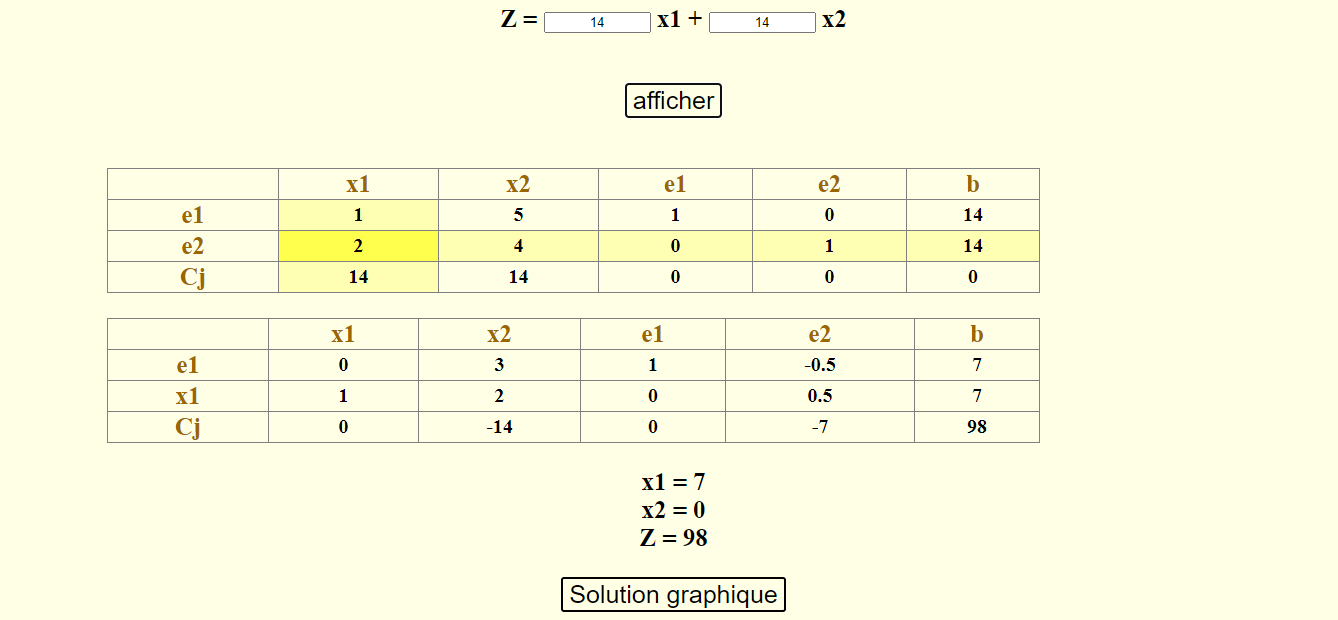 Z = 14 x1 + 14 x2
afficher
x1 x2 e1 e2 b
e1 1 5 1 0 14
e2 2 4 0 1 14
Cj 14 14 0 0 0
x1 x2 e1 e2 b
e1 0 3 1 -0.5 7
x1 1 2 0 0.5 7
Cj 0 -14 0 -7 98
x1 = 7
x2 = 0
Z = 98
Solution graphique